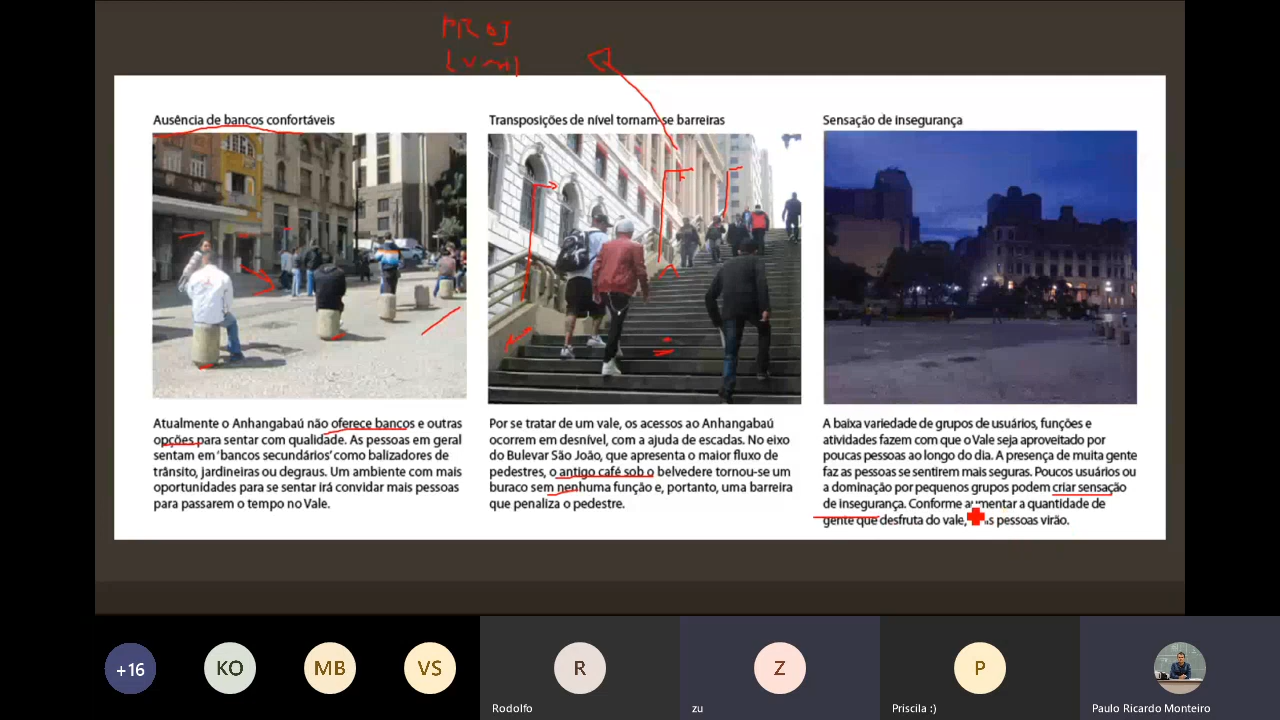 PROJ
Ausência de bancos confortáveis
Transposições de nível tornam-se barreiras
Sensação de insegurança
Atualmente o Anhangabaú não oferece bancos e outras
opções para sentar com qualidade. As pessoas em geral
sentam em 'bancos secundários' como balizadores de
trânsito, jardineiras ou degraus. Um ambiente com mais
oportunidades para se sentar irá convidar mais pessoas
para passarem o tempo no Vale.
Por se tratar de um vale, os acessos ao Anhangabaú
ocorrem em desnível, com a ajuda de escadas. No eixo
do Bulevar São João, que apresenta o maior fluxo de
pedestres, o antigo café sob o belvedere tornou-se um
buraco sem nenhuma função e, portanto, uma barreira
que penaliza o pedestre.
A baixa variedade de grupos de usuários, funções e
atividades fazem com que o Vale seja aproveitado por
poucas pessoas ao longo do dia. A presença de muita gente
faz as pessoas se sentirem mais seguras. Poucos usuários ou
a dominação por pequenos grupos podem criar sensação
de insegurança. Conforme aumentar a quantidade de
gente que desfruta do vale, pessoas virão.
+16
KO
MB
VS
R
Z
P
Rodolfo
zu
Priscila :)
Paulo Ricardo Monteiro